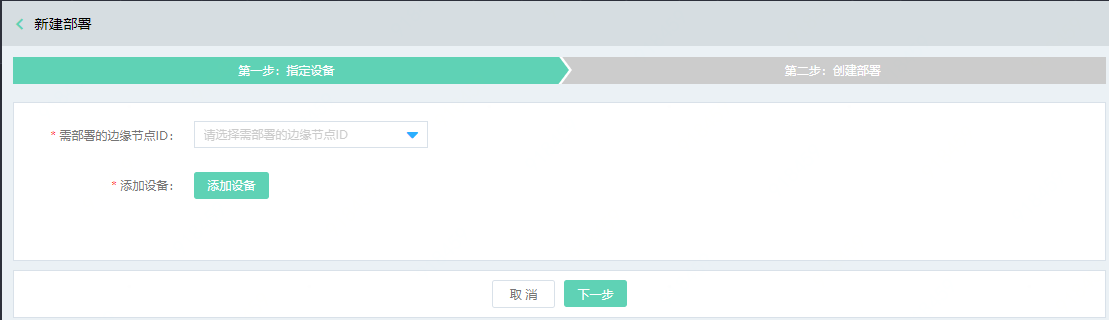 新建部署
第一步：指定设备
第二步：创建部署
* 需部署的边缘节点ID：
请选择需部署的边缘节点ID
* 添加设备：
添加设备
取 消
下一步